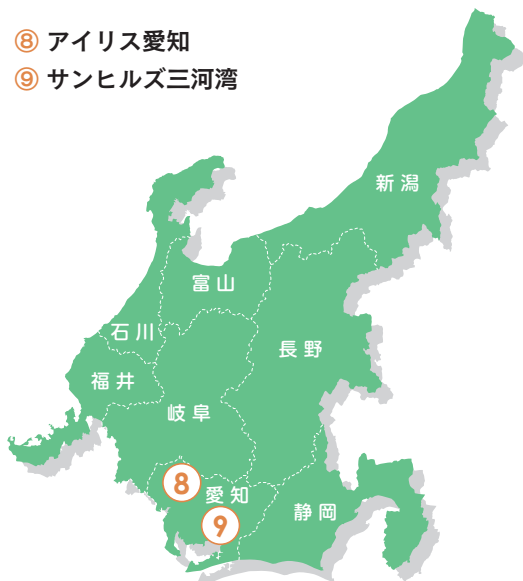 ⑧ アイリス愛知
⑨ サンヒルズ三河湾
新潟
富山
石川
長野
福井
岐阜
⑧
愛知
静岡
⑨